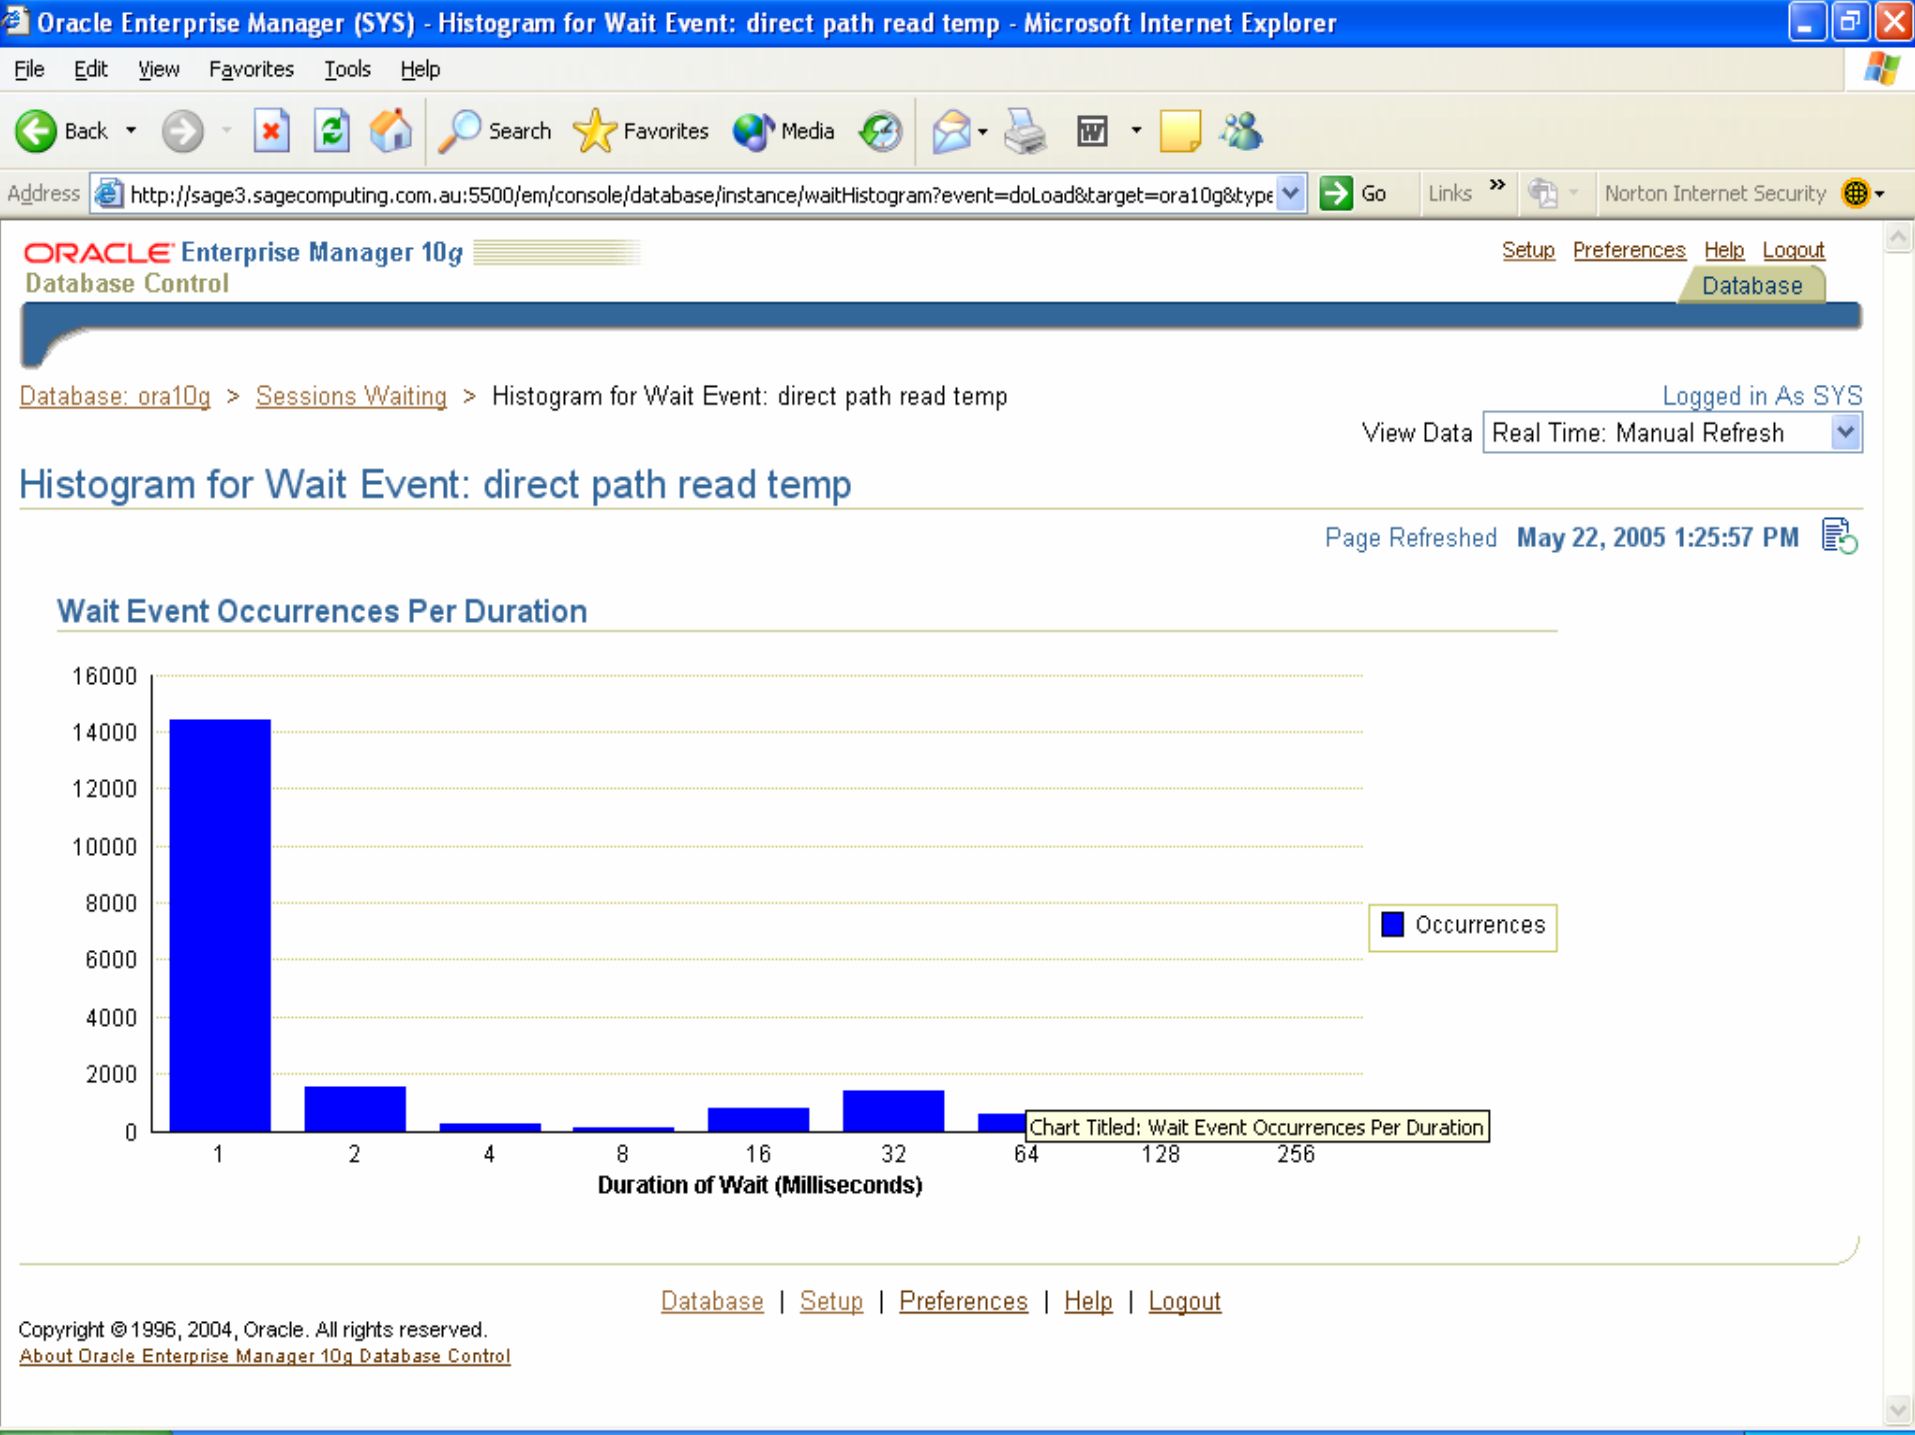 Oracle Enterprise Manager (SYS) - Histogram for Wait Event: direct path read temp - Microsoft Internet Explorer
File Edit View Favorites Tools Help
Back Search Favorites Media
Address http://sage3.sagecomputing.com.au:5500/em/console/database/instance/waitHistogram?event=doLoad&target=ora10g&type Go Links » Norton Internet Security
ORACLE Enterprise Manager 10g
Database Control
Setup Preferences Help Logout
Database
Database: ora10g > Sessions Waiting > Histogram for Wait Event: direct path read temp
Logged in As SYS
View Data Real Time: Manual Refresh
Histogram for Wait Event: direct path read temp
Page Refreshed May 22, 2005 1:25:57 PM
Wait Event Occurrences Per Duration
16000
14000
12000
10000
8000
6000
4000
2000
0
Occurrences
Chart Titled: Wait Event Occurrences Per Duration
1 2 4 8 16 32 64 128 256
Duration of Wait (Milliseconds)
Database | Setup | Preferences | Help | Logout
Copyright © 1996, 2004, Oracle. All rights reserved.
About Oracle Enterprise Manager 10g Database Control